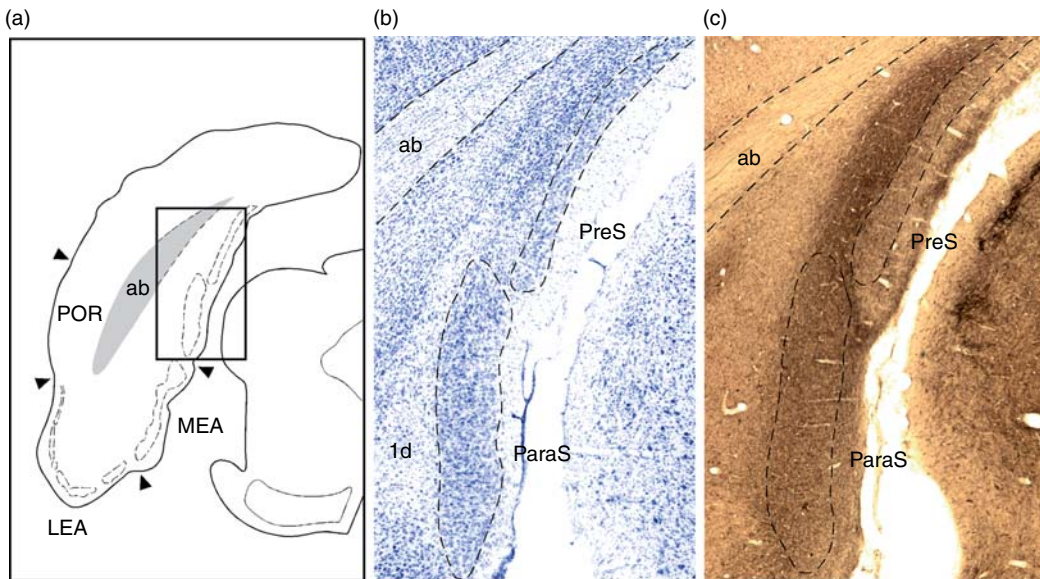 (a)
ab
POR
MEA
LEA
(b)
ab
PreS
1d
ParaS
(c)
ab
PreS
ParaS